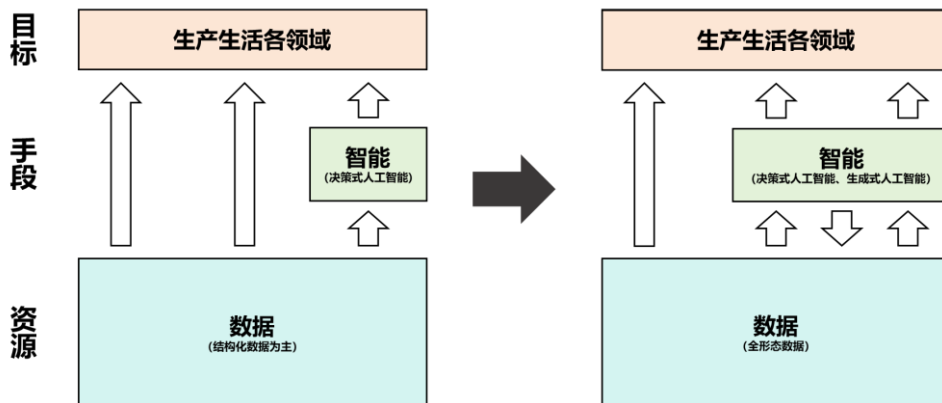 目标
生产生活各领域
生产生活各领域
手段
智能
(决策式人工智能)
智能
(决策式人工智能、生成式人工智能)
资源
数据
(结构化数据为主)
数据
(全形态数据)